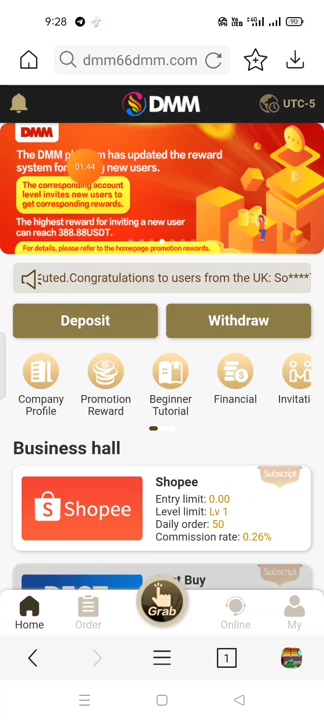 9:28
90
dmm66dmm.com
DMM
UTC-5
DMM
The DMM pl m has updated the reward
system for new users.
01:44
The corresponding account
level invites new users to
get corresponding rewards.
The highest reward for inviting a new user
can reach 388.88USDT.
For details, please refer to the homepage promotion rewards.
uted.Congratulations to users from the UK: So****
Deposit
Withdraw
Company
Profile
Promotion
Reward
Beginner
Tutorial
Financial
Invitati
Business hall
Shopee
Subscript
Shopee
Entry limit: 0.00
Level limit: Lv 1
Daily order: 50
Commission rate: 0.26%
Subscript
t Buy
Grab
Home
Order
Online
My
1